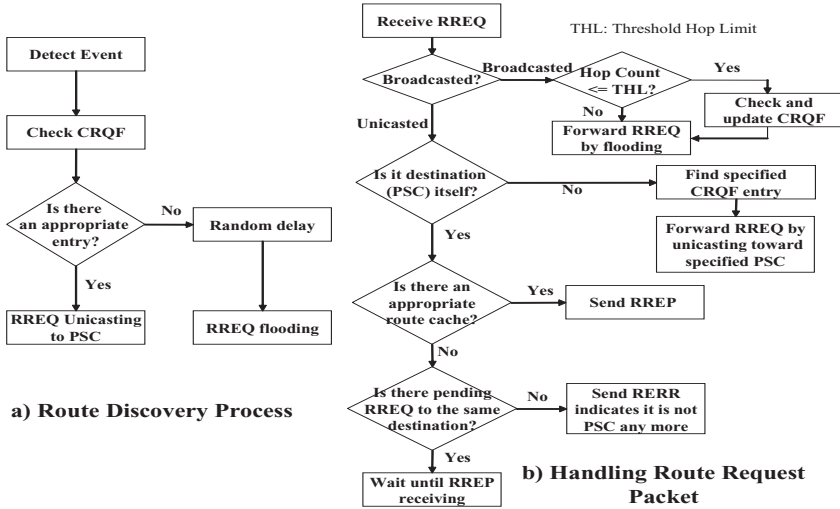 Detect Event
Check CRQF
Is there
an appropriate
entry?
No
Yes
Random delay
RREQ Unicasting
to PSC
RREQ flooding
a) Route Discovery Process
Receive RREQ
THL: Threshold Hop Limit
Broadcasted?
Broadcasted
Hop Count
<= THL?
Yes
No
Check and
update CRQF
Forward RREQ
by flooding
Unicasted
Is it destination
(PSC) itself?
No
Find specified
CRQF entry
Forward RREQ by
unicasting toward
specified PSC
Yes
Is there an
appropriate
route cache?
Yes
Send RREP
No
Is there pending
RREQ to the same
destination?
No
Send RERR
indicates it is not
PSC any more
Yes
Wait until RREP
receiving
b) Handling Route Request
Packet